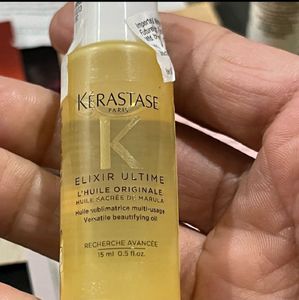 KÉRASTASE
PARIS
K
ELIXIR ULTIME
L'HUILE ORIGINALE
HUILE SACRÉE DE MARULA
Huile sublimatrice multi-usage
Versatile beautifying oil
RECHERCHE AVANCÉE
15 ml 0.5 fl.oz.